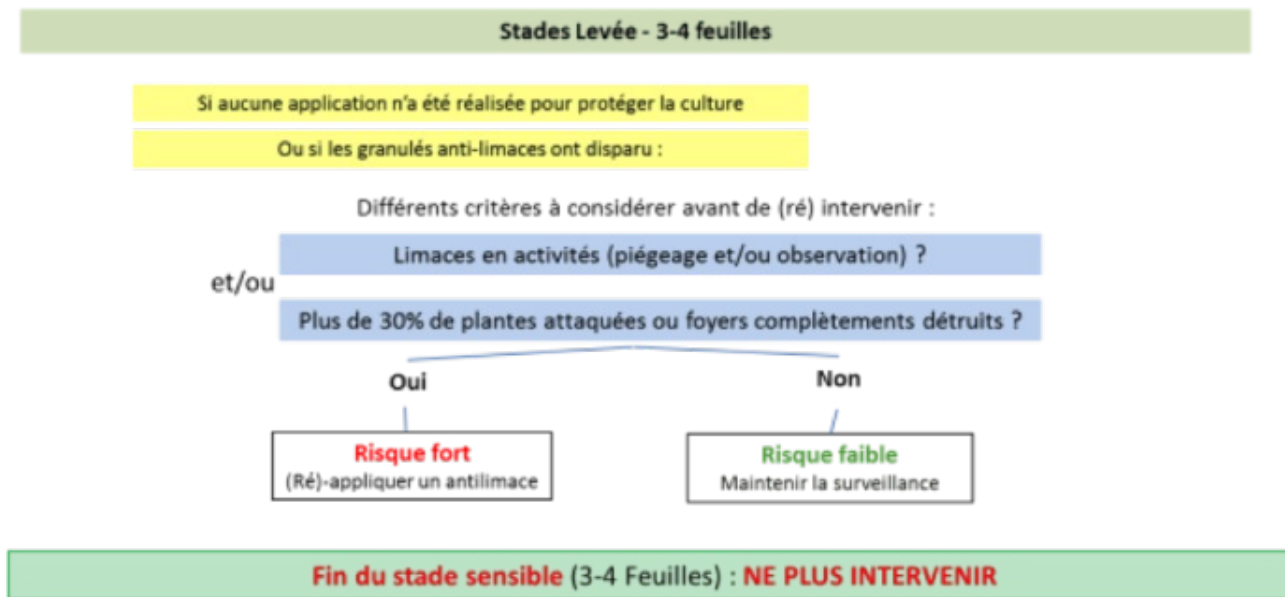 Stades Levée - 3-4 feuilles
Si aucune application n'a été réalisée pour protéger la culture
Ou si les granulés anti-limaces ont disparu :
Différents critères à considérer avant de (ré) intervenir :
Limaces en activités (piégeage et/ou observation) ?
et/ou
Plus de 30% de plantes attaquées ou foyers complètements détruits ?
Oui
Non
Risque fort
(Ré)-appliquer un antilimace
Risque faible
Maintenir la surveillance
Fin du stade sensible (3-4 Feuilles) : NE PLUS INTERVENIR